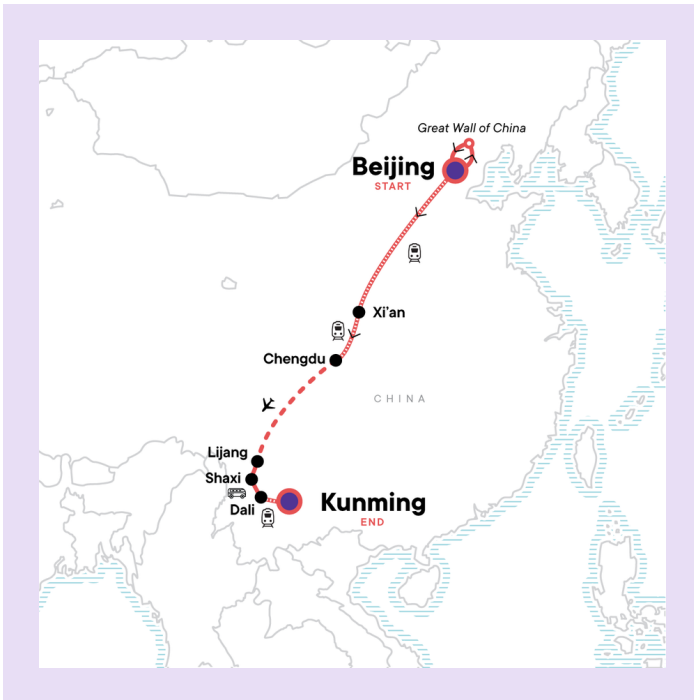 Great Wall of China
Beijing
START
Xi'an
Chengdu
CHINA
Lijang
Shaxi
Dali
Kunming
END